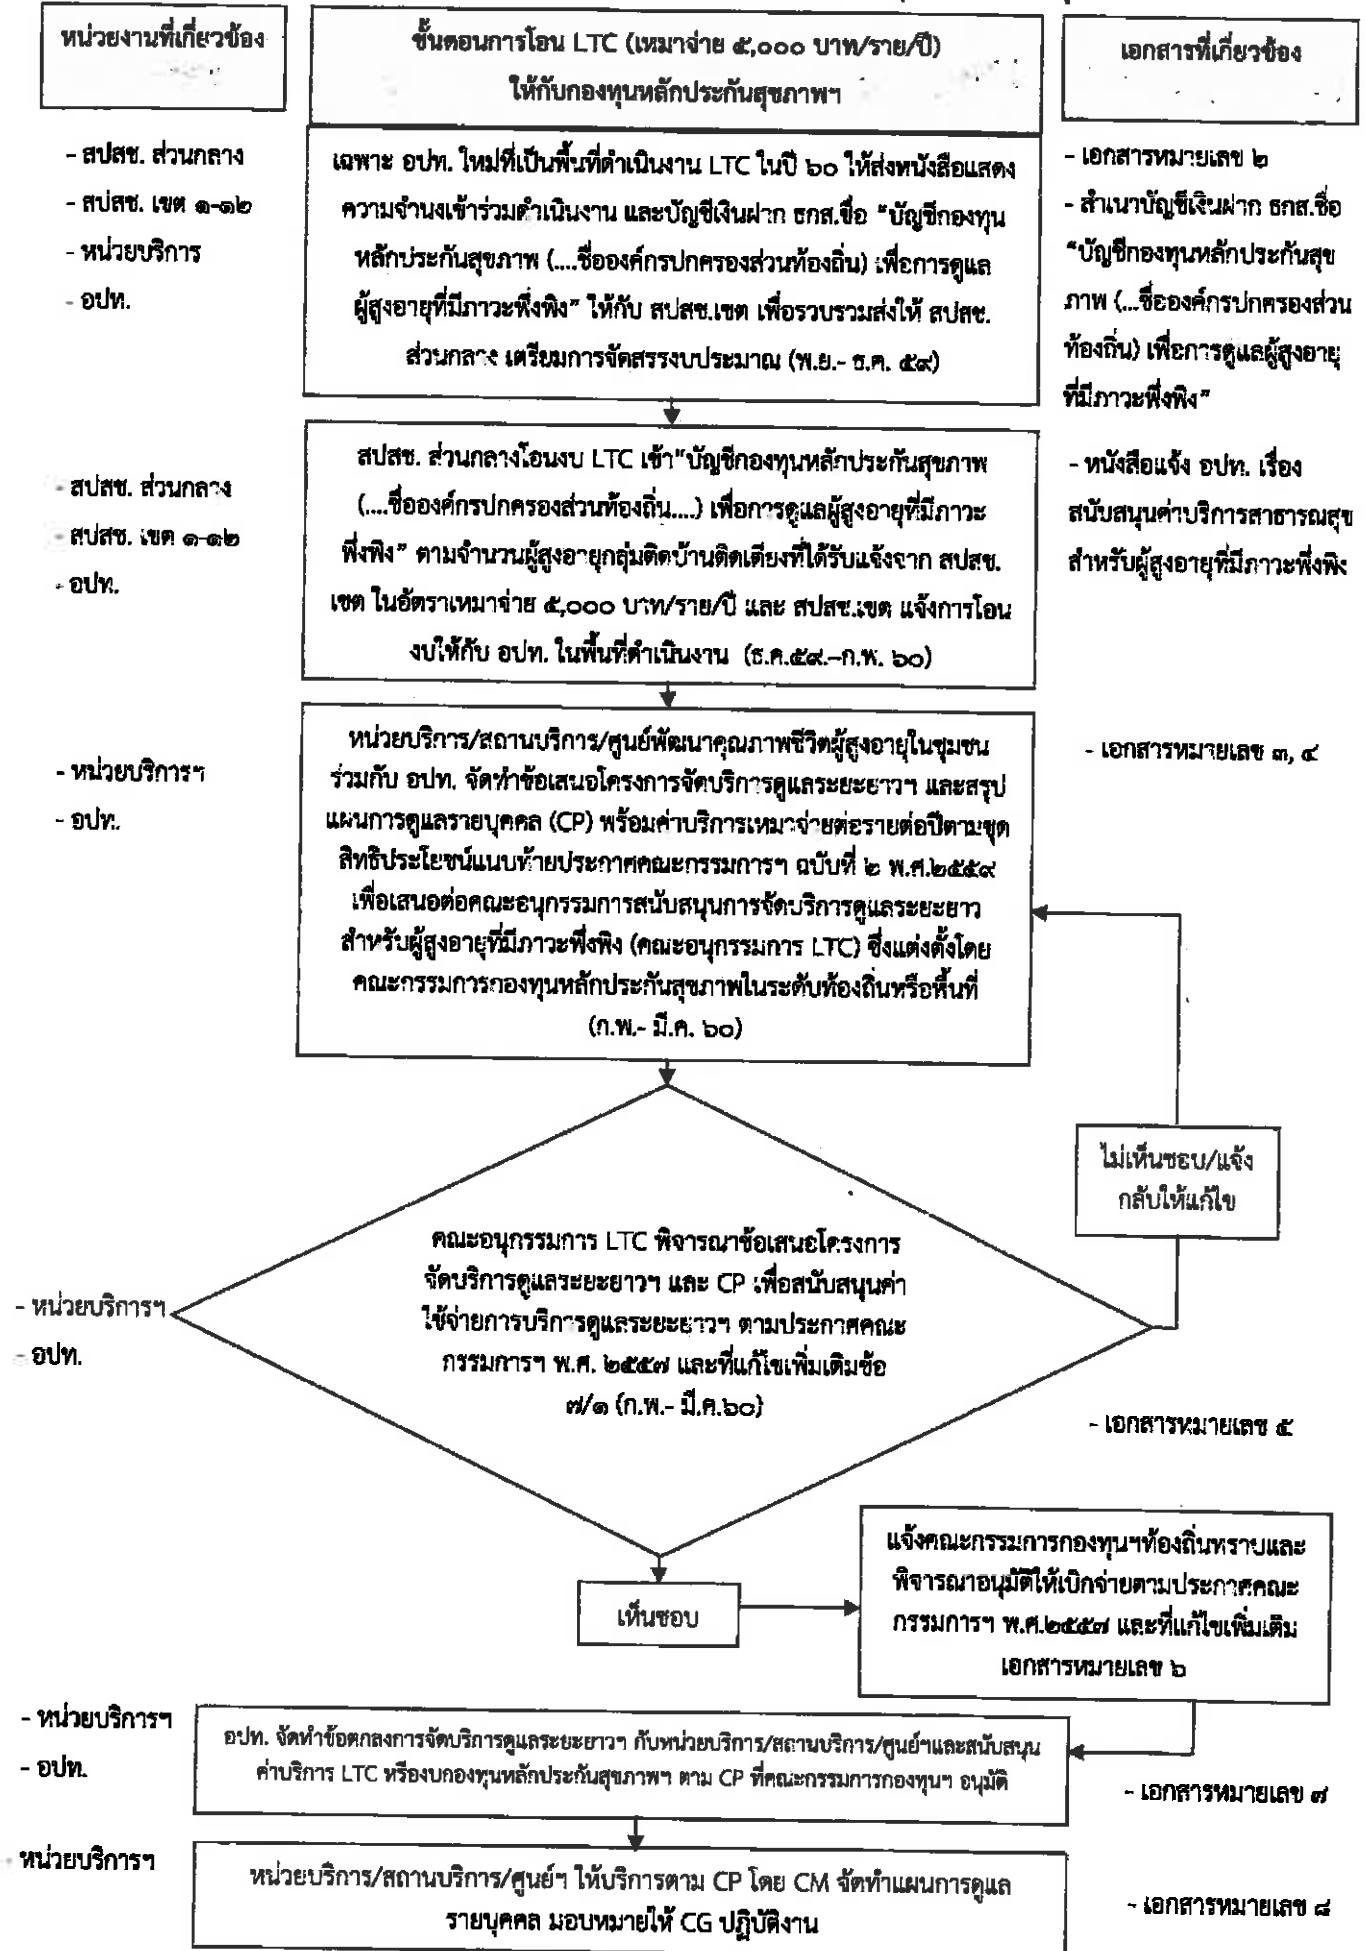 หน่วยงานที่เกี่ยวข้อง
ขั้นตอนการโอน LTC (เหมาจ่าย ๕,๐๐๐ บาท/ราย/ปี)
ให้กับกองทุนหลักประกันสุขภาพฯ
เอกสารที่เกี่ยวข้อง
- สปสช. ส่วนกลาง
- สปสช. เขต ๑-๑๒
- หน่วยบริการ
- อปท.
เฉพาะ อปท. ใหม่ที่เป็นพื้นที่ดำเนินงาน LTC ในปี ๖๐ ให้ส่งหนังสือแสดง
ความจำนงเข้าร่วมดำเนินงาน และบัญชีเงินฝาก ธกส.ชื่อ "บัญชีกองทุน
หลักประกันสุขภาพ (....ชื่อองค์กรปกครองส่วนท้องถิ่น) เพื่อการดูแล
ผู้สูงอายุที่มีภาวะพึ่งพิง" ให้กับ สปสช.เขต เพื่อรวบรวมส่งให้ สปสช.
ส่วนกลาง เตรียมการจัดสรรงบประมาณ (พ.ย.- ธ.ค. ๕๙)
- เอกสารหมายเลข ๒
- สำเนาบัญชีเงินฝาก ธกส.ชื่อ
"บัญชีกองทุนหลักประกันสุข
ภาพ (...ชื่อองค์กรปกครองส่วน
ท้องถิ่น) เพื่อการดูแลผู้สูงอายุ
ที่มีภาวะพึ่งพิง"
- สปสช. ส่วนกลาง
- สปสช. เขต ๑-๑๒
- อปท.
สปสช. ส่วนกลางโอนงบ LTC เข้า"บัญชีกองทุนหลักประกันสุขภาพ
(....ชื่อองค์กรปกครองส่วนท้องถิ่น....) เพื่อการดูแลผู้สูงอายุที่มีภาวะ
พึ่งพิง" ตามจำนวนผู้สูงอายุกลุ่มติดบ้านติดเตียงที่ได้รับแจ้งจาก สปสช.
เขต ในอัตราเหมาจ่าย ๕,๐๐๐ บาท/ราย/ปี และ สปสช.เขต แจ้งการโอน
งบให้กับ อปท. ในพื้นที่ดำเนินงาน (ธ.ค.๕๙.–ก.พ. ๖๐)
- หนังสือแจ้ง อปท. เรื่อง
สนับสนุนค่าบริการสาธารณสุข
สำหรับผู้สูงอายุที่มีภาวะพึ่งพิง
- หน่วยบริการฯ
- อปท.
หน่วยบริการ/สถานบริการ/ศูนย์พัฒนาคุณภาพชีวิตผู้สูงอายุในชุมชน
ร่วมกับ อปท. จัดทำข้อเสนอโครงการจัดบริการดูแลระยะยาวฯ และสรุป
แผนการดูแลรายบุคคล (CP) พร้อมค่าบริการเหมาจ่ายต่อรายต่อปีตามชุด
สิทธิประโยชน์แนบท้ายประกาศคณะกรรมการฯ ฉบับที่ ๒ พ.ศ.๒๕๕๙
เพื่อเสนอต่อคณะอนุกรรมการสนับสนุนการจัดบริการดูแลระยะยาว
สำหรับผู้สูงอายุที่มีภาวะพึ่งพิง (คณะอนุกรรมการ LTC) ซึ่งแต่งตั้งโดย
คณะกรรมการกองทุนหลักประกันสุขภาพในระดับท้องถิ่นหรือพื้นที่
(ก.พ.- มี.ค. ๖๐)
- เอกสารหมายเลข ๓, ๔
ไม่เห็นชอบ/แจ้ง
กลับให้แก้ไข
- หน่วยบริการฯ
- อปท.
คณะอนุกรรมการ LTC พิจารณาข้อเสนอโครงการ
จัดบริการดูแลระยะยาวฯ และ CP เพื่อสนับสนุนค่า
ใช้จ่ายการบริการดูแลระยะยาวฯ ตามประกาศคณะ
กรรมการฯ พ.ศ. ๒๕๕๗ และที่แก้ไขเพิ่มเติมข้อ
๗/๑ (ก.พ.- มี.ค.๖๐)
- เอกสารหมายเลข ๕
เห็นชอบ
แจ้งคณะกรรมการกองทุนฯท้องถิ่นทราบและ
พิจารณาอนุมัติให้เบิกจ่ายตามประกาศคณะ
กรรมการฯ พ.ศ.๒๕๕๗ และที่แก้ไขเพิ่มเติม
เอกสารหมายเลข ๖
- หน่วยบริการฯ
- อปท.
อปท. จัดทำข้อตกลงการจัดบริการดูแลระยะยาวฯ กับหน่วยบริการ/สถานบริการ/ศูนย์ฯและสนับสนุน
ค่าบริการ LTC หรืองบกองทุนหลักประกันสุขภาพฯ ตาม CP ที่คณะกรรมการกองทุนฯ อนุมัติ
- เอกสารหมายเลข ๗
- หน่วยบริการฯ
หน่วยบริการ/สถานบริการ/ศูนย์ฯ ให้บริการตาม CP โดย CM จัดทำแผนการดูแล
รายบุคคล มอบหมายให้ CG ปฏิบัติงาน
- เอกสารหมายเลข ๘